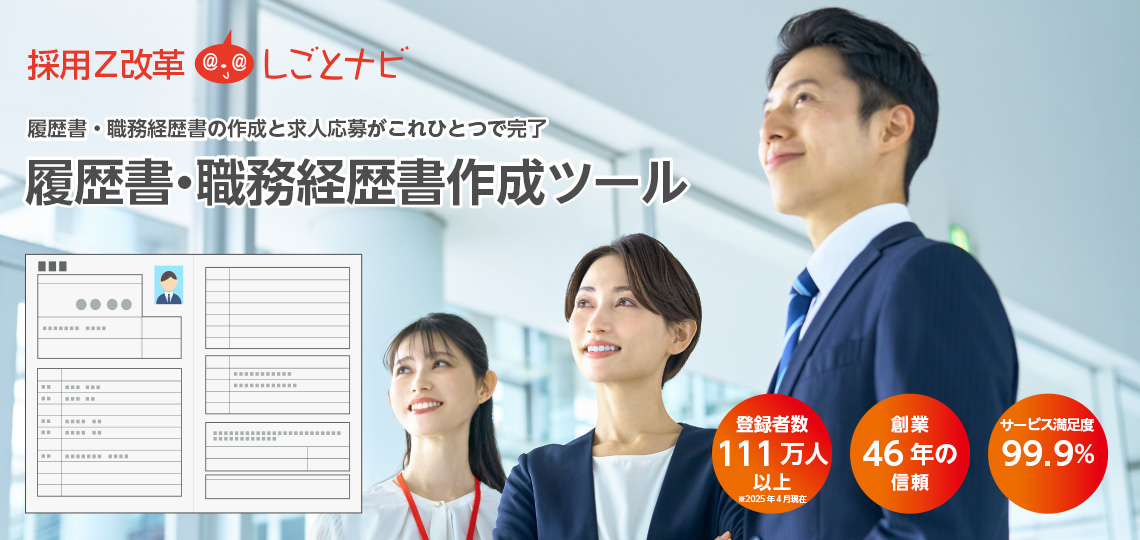 採用Z改革 しごとナビ
履歴書・職務経歴書の作成と求人応募がこれひとつで完了
履歴書・職務経歴書作成ツール
登録者数
111万人
以上
※2025年4月現在
創業
46年の
信頼
サービス満足度
99.9%